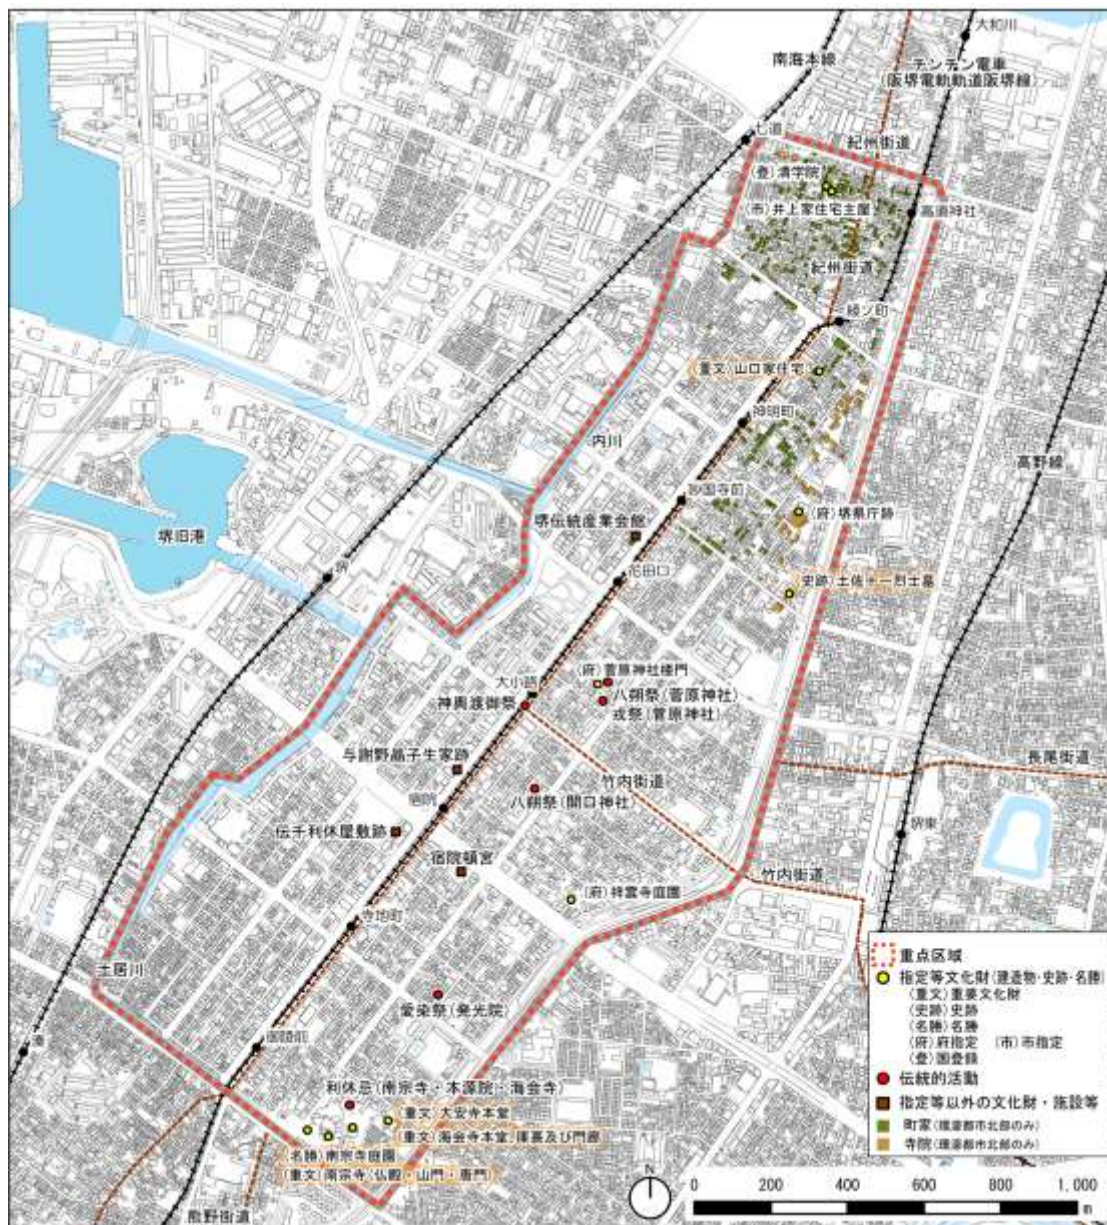 大和川
南海本線
チンチン電車
(阪堺電軌軌道阪堺線)
七道
紀州街道
(登)清学院
(市)井上家住宅主屋
高須神社
紀州街道
綾ノ町
(重文)山口家住宅
神明町
内川
高野線
妙国寺前
(府)堺県庁跡
堺伝統産業会館
堺旧港
堺
花田口
(史跡)土佐十一烈士墓
大小路
(府)菅原神社楼門
神輿渡御祭
八朔祭(菅原神社)
戎祭(菅原神社)
与謝野晶子生家跡
竹内街道
長尾街道
八朔祭(開口神社)
宿院
伝千利休屋敷跡
堺東
宿院頓宮
竹内街道
(府)祥雲寺庭園
寺地町
土居川
愛染祭(発光院)
湊
御陵前
利休忌(南宗寺・本源院・海会寺)
(重文)大安寺本堂
(重文)海会寺本堂、庫裏及び門廊
(名勝)南宗寺庭園
(重文)南宗寺(仏殿・山門・唐門)
熊野街道
重点区域
指定等文化財(建造物・史跡・名勝)
(重文)重要文化財
(史跡)史跡
(名勝)名勝
(府)府指定 (市)市指定
(登)国登録
伝統的活動
指定等以外の文化財・施設等
町家(環濠都市北部のみ)
寺院(環濠都市北部のみ)
N
0 200 400 600 800 1,000
m